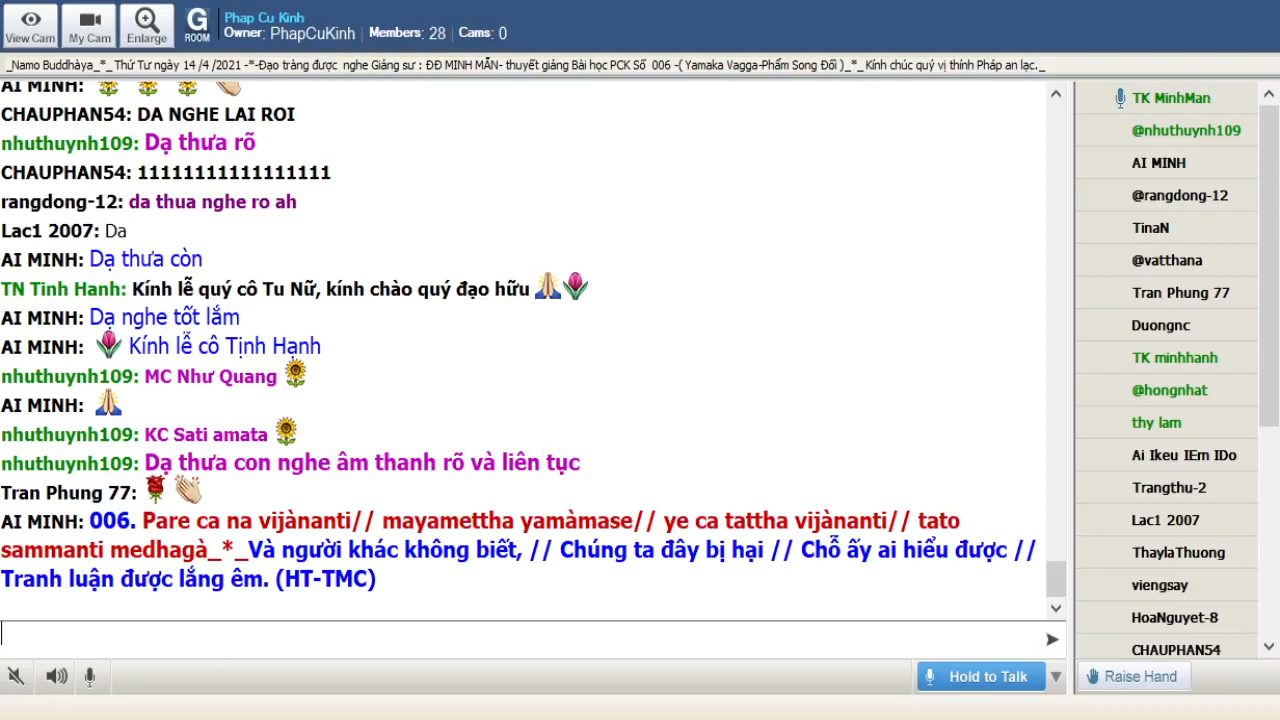 View Cam
My Cam
Enlarge
G
ROOM
Phap Cu Kinh
Owner: PhapCuKinh | Members: 28 | Cams: 0
_Namo Buddhàya_*_ Thứ Tư ngày 14 /4 /2021 -*-Đạo tràng được nghe Giảng sư : ĐĐ MINH MẪN- thuyết giảng Bài học PCK Số 006 -( Yamaka Vagga-Phẩm Song Đối )_*_Kính chúc quý vị thính Pháp an lạc._
AI MINH:
CHAUPHAN54: DA NGHE LAI ROI
nhuthuynh109: Dạ thưa rõ
CHAUPHAN54: 11111111111111111
rangdong-12: da thua nghe ro ah
Lac1 2007: Da
AI MINH: Dạ thưa còn
TN Tinh Hanh: Kính lễ quý cô Tu Nữ, kính chào quý đạo hữu
AI MINH: Dạ nghe tốt lắm
AI MINH: Kính lễ cô Tịnh Hạnh
nhuthuynh109: MC Như Quang
AI MINH:
nhuthuynh109: KC Sati amata
nhuthuynh109: Dạ thưa con nghe âm thanh rõ và liên tục
Tran Phung 77:
AI MINH: 006. Pare ca na vijànanti// mayamettha yamàmase// ye ca tattha vijànanti// tato
sammanti medhagà_*_Và người khác không biết, // Chúng ta đây bị hại // Chỗ ấy ai hiểu được //
Tranh luận được lắng êm. (HT-TMC)
Hold to Talk
TK MinhMan
@nhuthuynh109
AI MINH
@rangdong-12
TinaN
@vatthana
Tran Phung 77
Duongnc
TK minhhanh
@hongnhat
thy lam
Ai Ikeu IEm IDo
Trangthu-2
Lac1 2007
ThaylaThuong
viengsay
HoaNguyet-8
CHAUPHAN54
Raise Hand